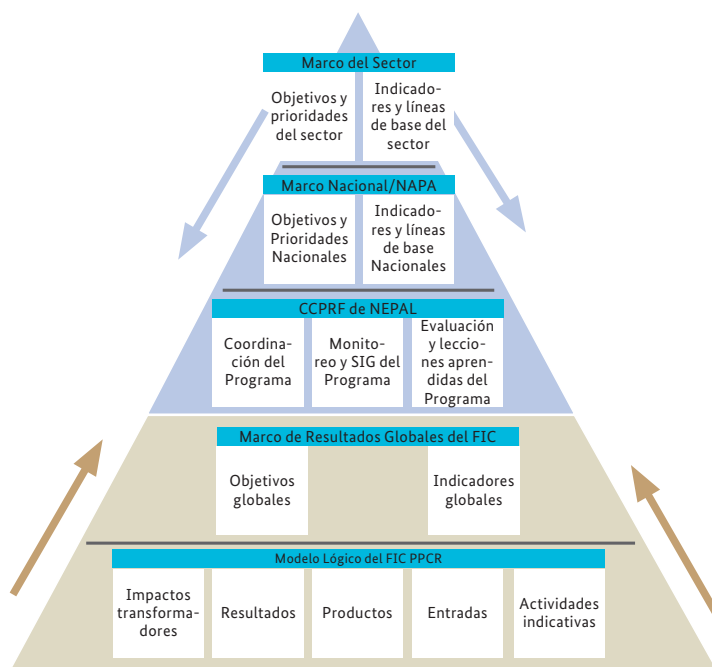 Marco del Sector
Objetivos y
prioridades
del sector
Indicado-
res y líneas
de base del
sector
Marco Nacional/NAPA
Objetivos y
Prioridades
Nacionales
Indicado-
res y líneas
de base
Nacionales
CCPRF de NEPAL
Coordina-
ción del
Programa
Monito-
reo y SIG del
Programa
Evaluación
y leccio-
nes apren-
didas del
Programa
Marco de Resultados Globales del FIC
Objetivos
globales
Indicadores
globales
Modelo Lógico del FIC PPCR
Impactos
transforma-
dores
Resultados
Productos
Entradas
Actividades
indicativas